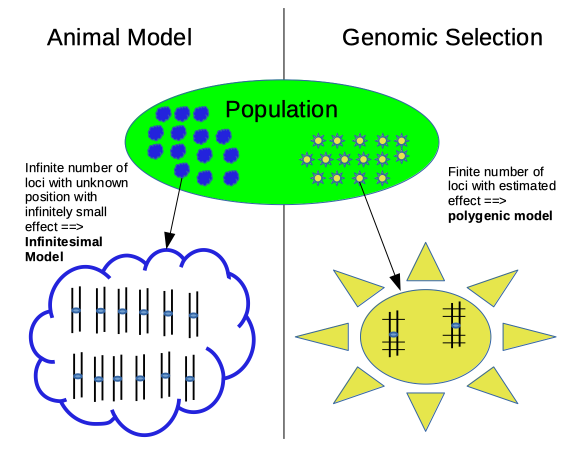 Animal Model
Genomic Selection
Population
Infinite number of
loci with unknown
position with
infinitely small
effect ==>
Infinitesimal
Model
Finite number of
loci with estimated
effect ==>
polygenic model